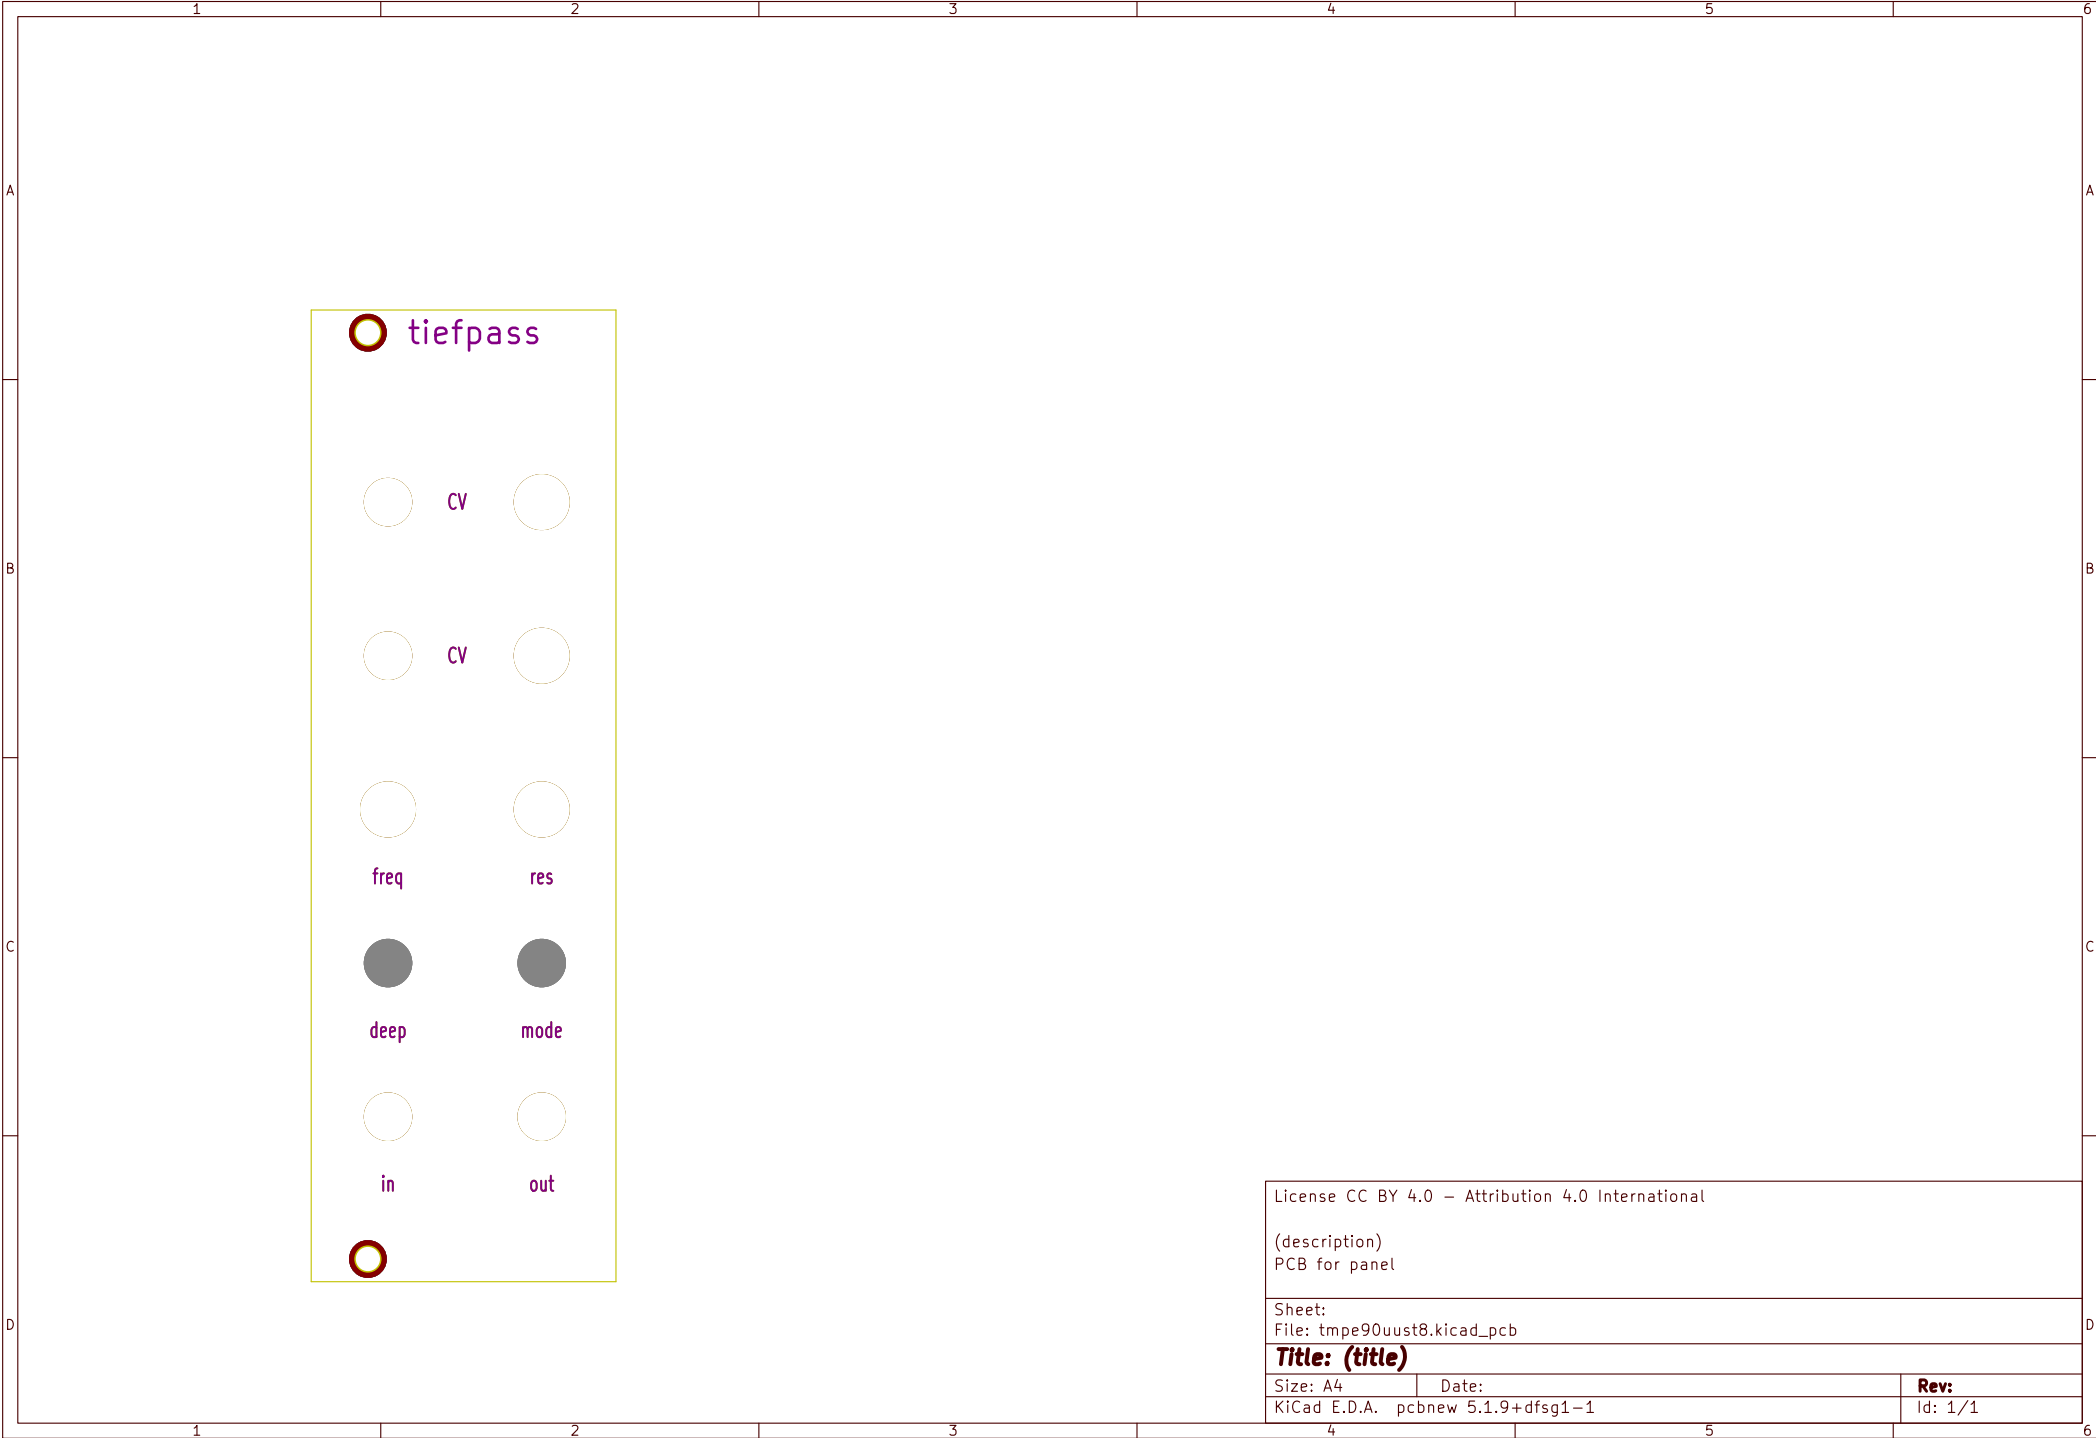 1 2 3 4 5 6
A A
tiefpass
CV
B B
CV
freq res
C C
deep mode
in out
License CC BY 4.0 – Attribution 4.0 International
(description)
PCB for panel
Sheet:
D D
File: tmpe90uust8.kicad_pcb
Title: (title)
Size: A4 Date: Rev:
KiCad E.D.A. pcbnew 5.1.9+dfsg1-1 Id: 1/1
1 2 3 4 5 6